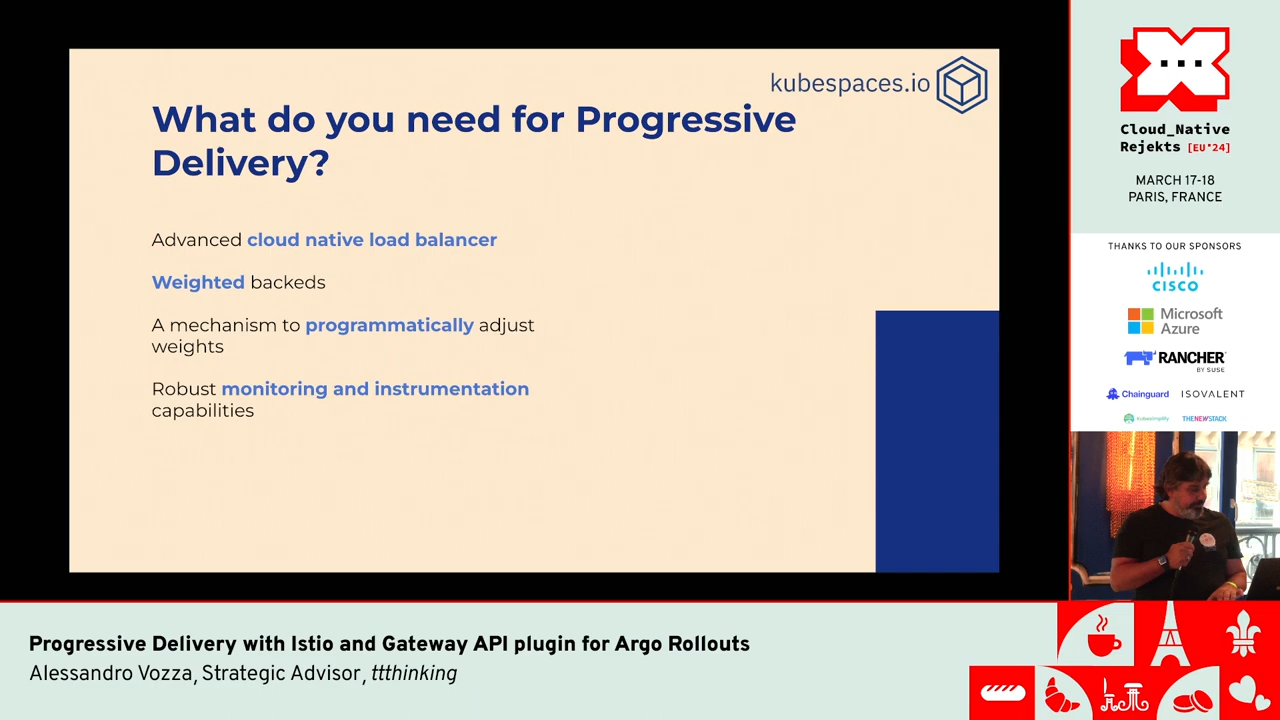 kubespaces.io
What do you need for Progressive
Delivery?
Advanced cloud native load balancer
Weighted backeds
A mechanism to programmatically adjust
weights
Robust monitoring and instrumentation
capabilities
Cloud_Native
Rejekts [EU'24]
MARCH 17-18
PARIS, FRANCE
THANKS TO OUR SPONSORS
CISCO
Microsoft
Azure
RANCHER
BY SUSE
Chainguard
ISOVALENT
Kubesimplify
THENEWSTACK
Progressive Delivery with Istio and Gateway API plugin for Argo Rollouts
Alessandro Vozza, Strategic Advisor, ttthinking